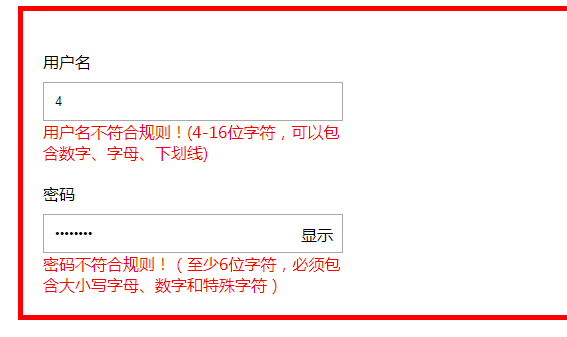 用户名
4
用户名不符合规则！(4-16位字符，可以包
含数字、字母、下划线)
密码
••••••••
显示
密码不符合规则！（至少6位字符，必须包
含大小写字母、数字和特殊字符）